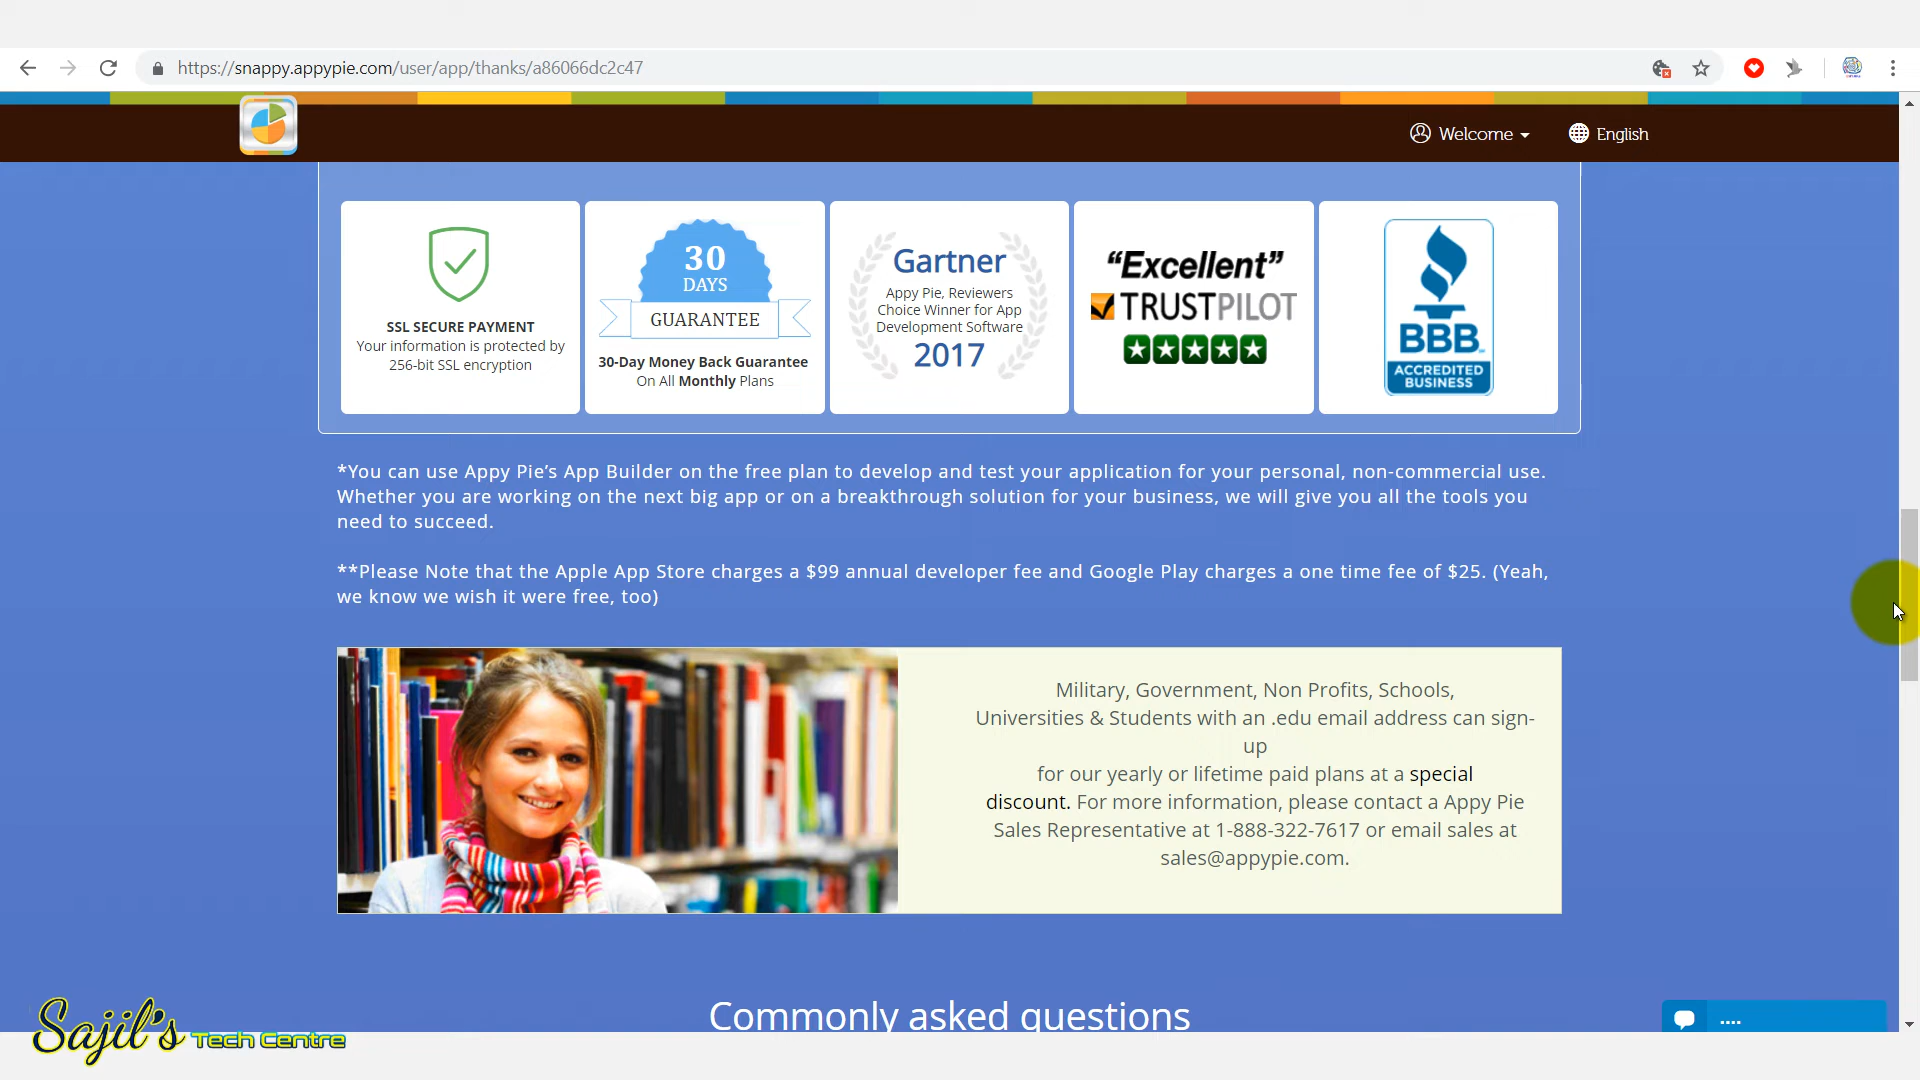 https://snappy.appypie.com/user/app/thanks/a86066dc2c47
Welcome
English
SSL SECURE PAYMENT
Your information is protected by
256-bit SSL encryption
30
DAYS
GUARANTEE
30-Day Money Back Guarantee
On All Monthly Plans
Gartner
Appy Pie, Reviewers
Choice Winner for App
Development Software
2017
“Excellent”
TRUSTPILOT
BBB
ACCREDITED
BUSINESS
*You can use Appy Pie’s App Builder on the free plan to develop and test your application for your personal, non-commercial use.
Whether you are working on the next big app or on a breakthrough solution for your business, we will give you all the tools you
need to succeed.
**Please Note that the Apple App Store charges a $99 annual developer fee and Google Play charges a one time fee of $25. (Yeah,
we know we wish it were free, too)
Military, Government, Non Profits, Schools,
Universities & Students with an .edu email address can sign-
up
for our yearly or lifetime paid plans at a special
discount. For more information, please contact a Appy Pie
Sales Representative at 1-888-322-7617 or email sales at
sales@appypie.com.
Commonly asked questions
....
Sajil's Tech Centre